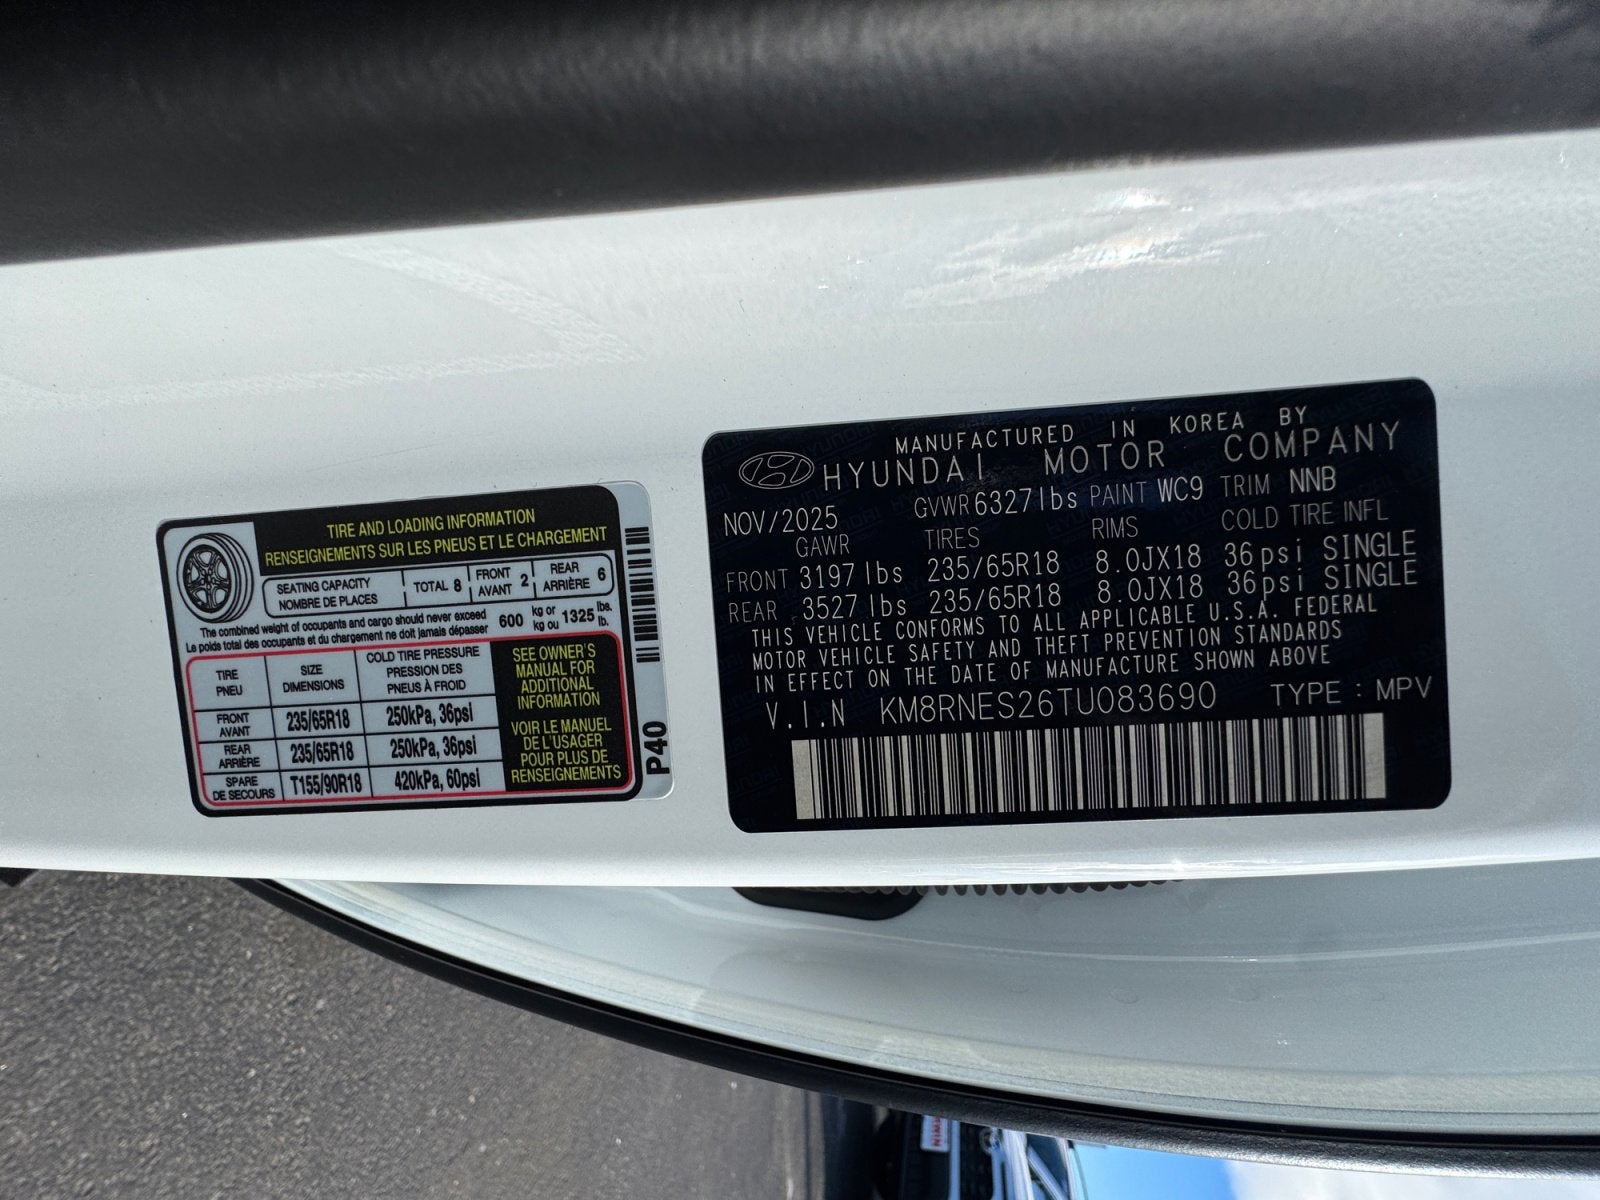 TIRE AND LOADING INFORMATION
RENSEIGNEMENTS SUR LES PNEUS ET LE CHARGEMENT
SEATING CAPACITY
NOMBRE DE PLACES
TOTAL 8
FRONT
AVANT 2
REAR
ARRIÈRE 6
The combined weight of occupants and cargo should never exceed 600 kg or 1325 lbs.
Le poids total des occupants et du chargement ne doit jamais dépasser kg ou lb.
TIRE
PNEU
SIZE
DIMENSIONS
COLD TIRE PRESSURE
PRESSION DES
PNEUS À FROID
FRONT
AVANT
235/65R18 250kPa, 36psi
REAR
ARRIÈRE
235/65R18 250kPa, 36psi
SPARE
DE SECOURS
T155/90R18 420kPa, 60psi
SEE OWNER'S
MANUAL FOR
ADDITIONAL
INFORMATION
VOIR LE MANUEL
DE L'USAGER
POUR PLUS DE
RENSEIGNEMENTS
P40
MANUFACTURED IN KOREA BY
HYUNDAI MOTOR COMPANY
NOV/2025 GVWR 6327lbs PAINT WC9 TRIM NNB
GAWR TIRES RIMS COLD TIRE INFL
FRONT 3197lbs 235/65R18 8.0JX18 36psi SINGLE
REAR 3527lbs 235/65R18 8.0JX18 36psi SINGLE
THIS VEHICLE CONFORMS TO ALL APPLICABLE U.S.A. FEDERAL
MOTOR VEHICLE SAFETY AND THEFT PREVENTION STANDARDS
IN EFFECT ON THE DATE OF MANUFACTURE SHOWN ABOVE
V.I.N KM8RNES26TU083690 TYPE : MPV